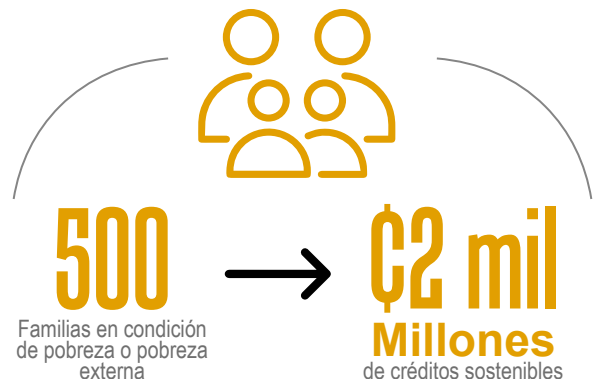 500
Familias en condición
de pobreza o pobreza
externa
₡2 mil
Millones
de créditos sostenibles